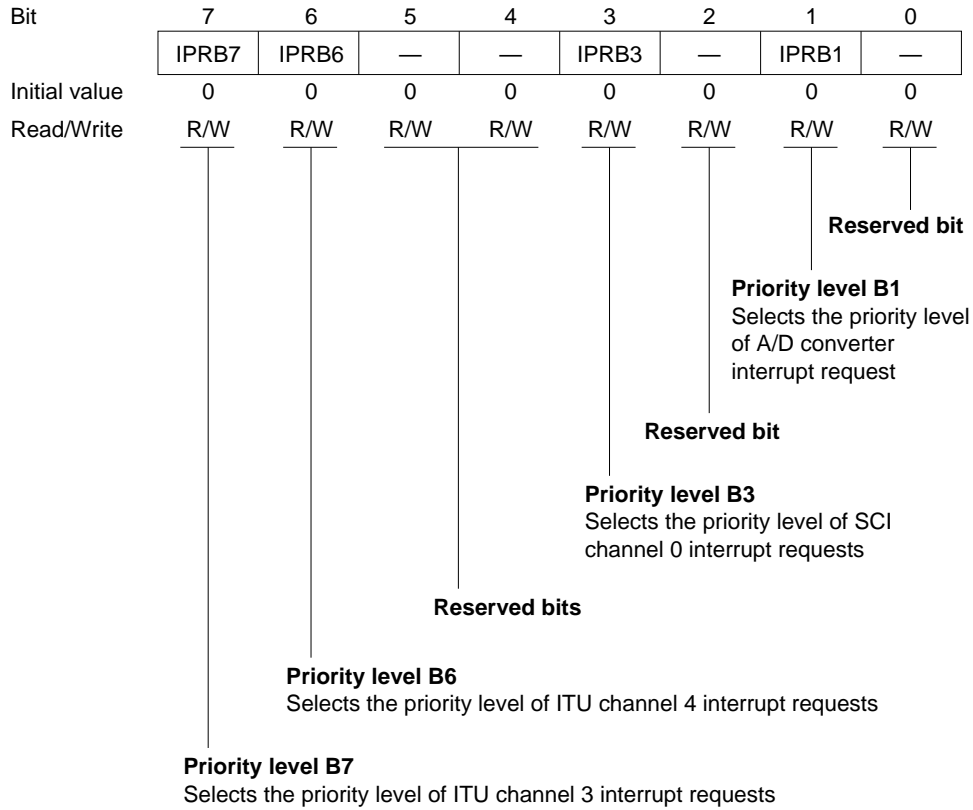 Bit 7 6 5 4 3 2 1 0
IPRB7 IPRB6 — — IPRB3 — IPRB1 —
Initial value 0 0 0 0 0 0 0 0
Read/Write R/W R/W R/W R/W R/W R/W R/W R/W
Reserved bit
Priority level B1
Selects the priority level
of A/D converter
interrupt request
Reserved bit
Priority level B3
Selects the priority level of SCI
channel 0 interrupt requests
Reserved bits
Priority level B6
Selects the priority level of ITU channel 4 interrupt requests
Priority level B7
Selects the priority level of ITU channel 3 interrupt requests